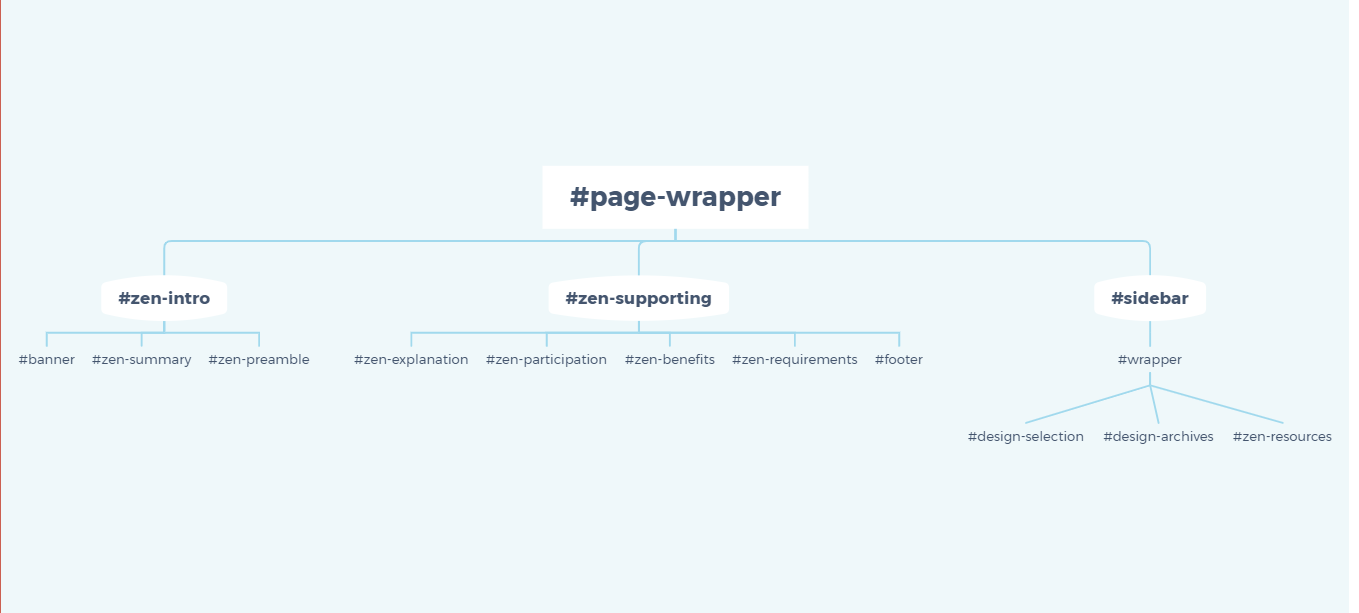 #page-wrapper
#zen-intro
#zen-supporting
#sidebar
#banner
#zen-summary
#zen-preamble
#zen-explanation
#zen-participation
#zen-benefits
#zen-requirements
#footer
#wrapper
#design-selection
#design-archives
#zen-resources